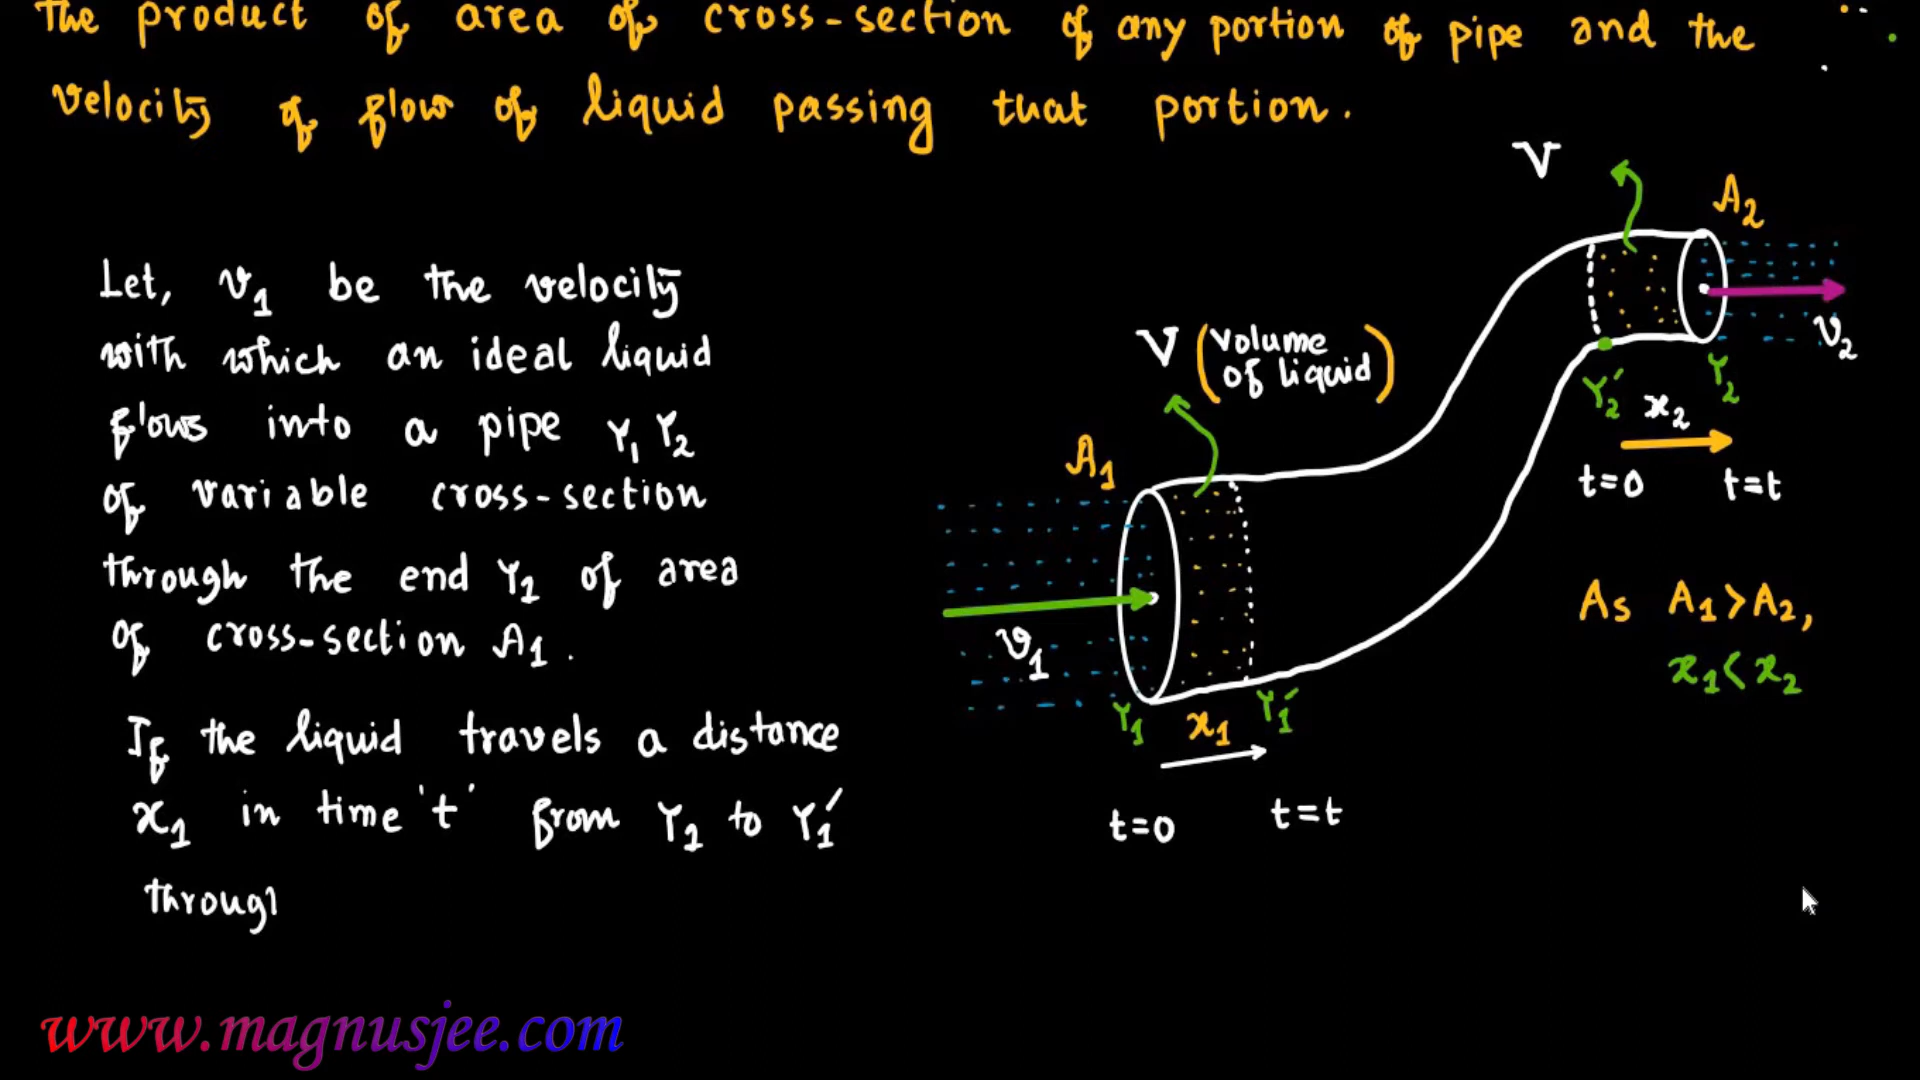 The product of area of cross-section of any portion of pipe and the
velocity of flow of liquid passing that portion.
Let, v₁ be the velocity
with which an ideal liquid
flows into a pipe Y₁ Y₂
of variable cross-section
through the end Y₁ of area
of cross-section A₁.
If the liquid travels a distance
x₁ in time 't' from Y₁ to Y₁′
throug
V
A₂
v₂
V (volume
of liquid)
Y₂′
Y₂
x₂
t=0
t=t
A₁
v₁
Y₁
x₁
Y₁′
t=0
t=t
As A₁>A₂,
x₁<x₂
www.magnusjee.com